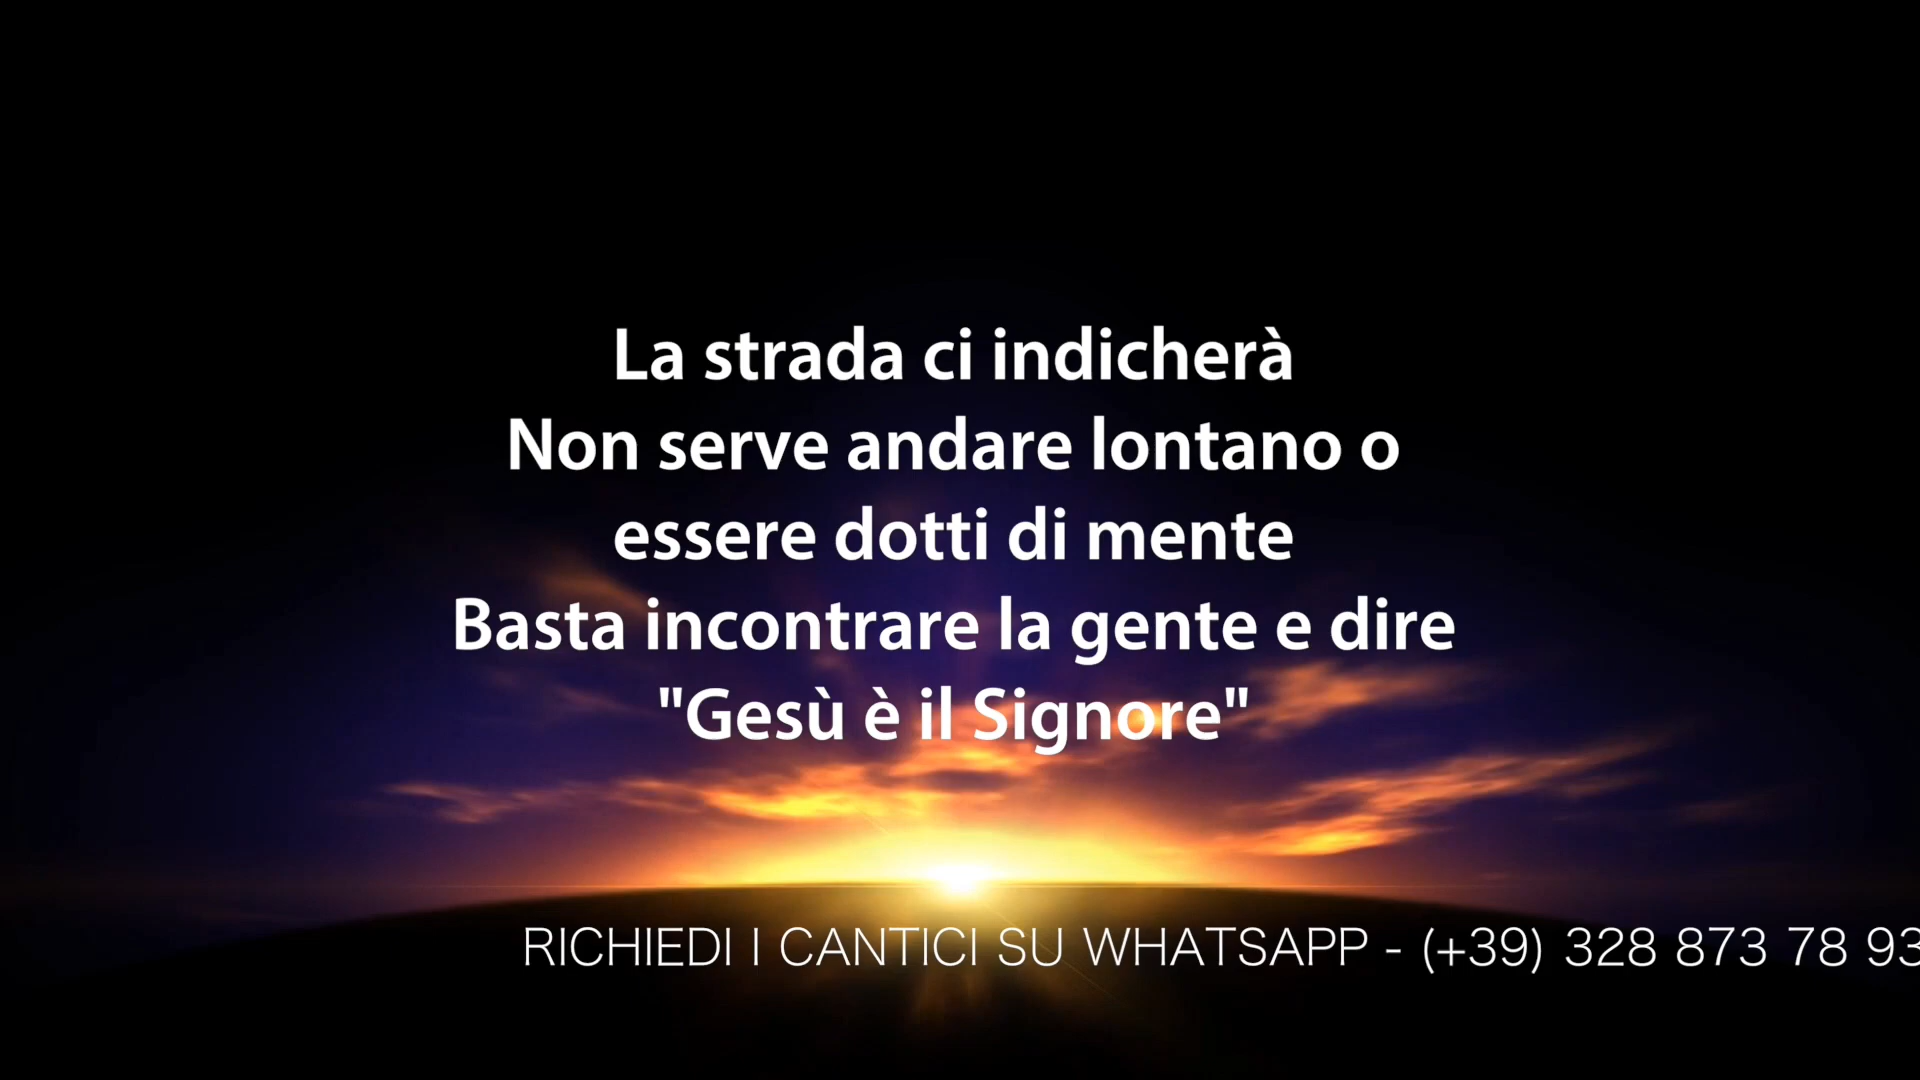 La strada ci indicherà
Non serve andare lontano o
essere dotti di mente
Basta incontrare la gente e dire
"Gesù è il Signore"
RICHIEDI I CANTICI SU WHATSAPP - (+39) 328 873 78 93